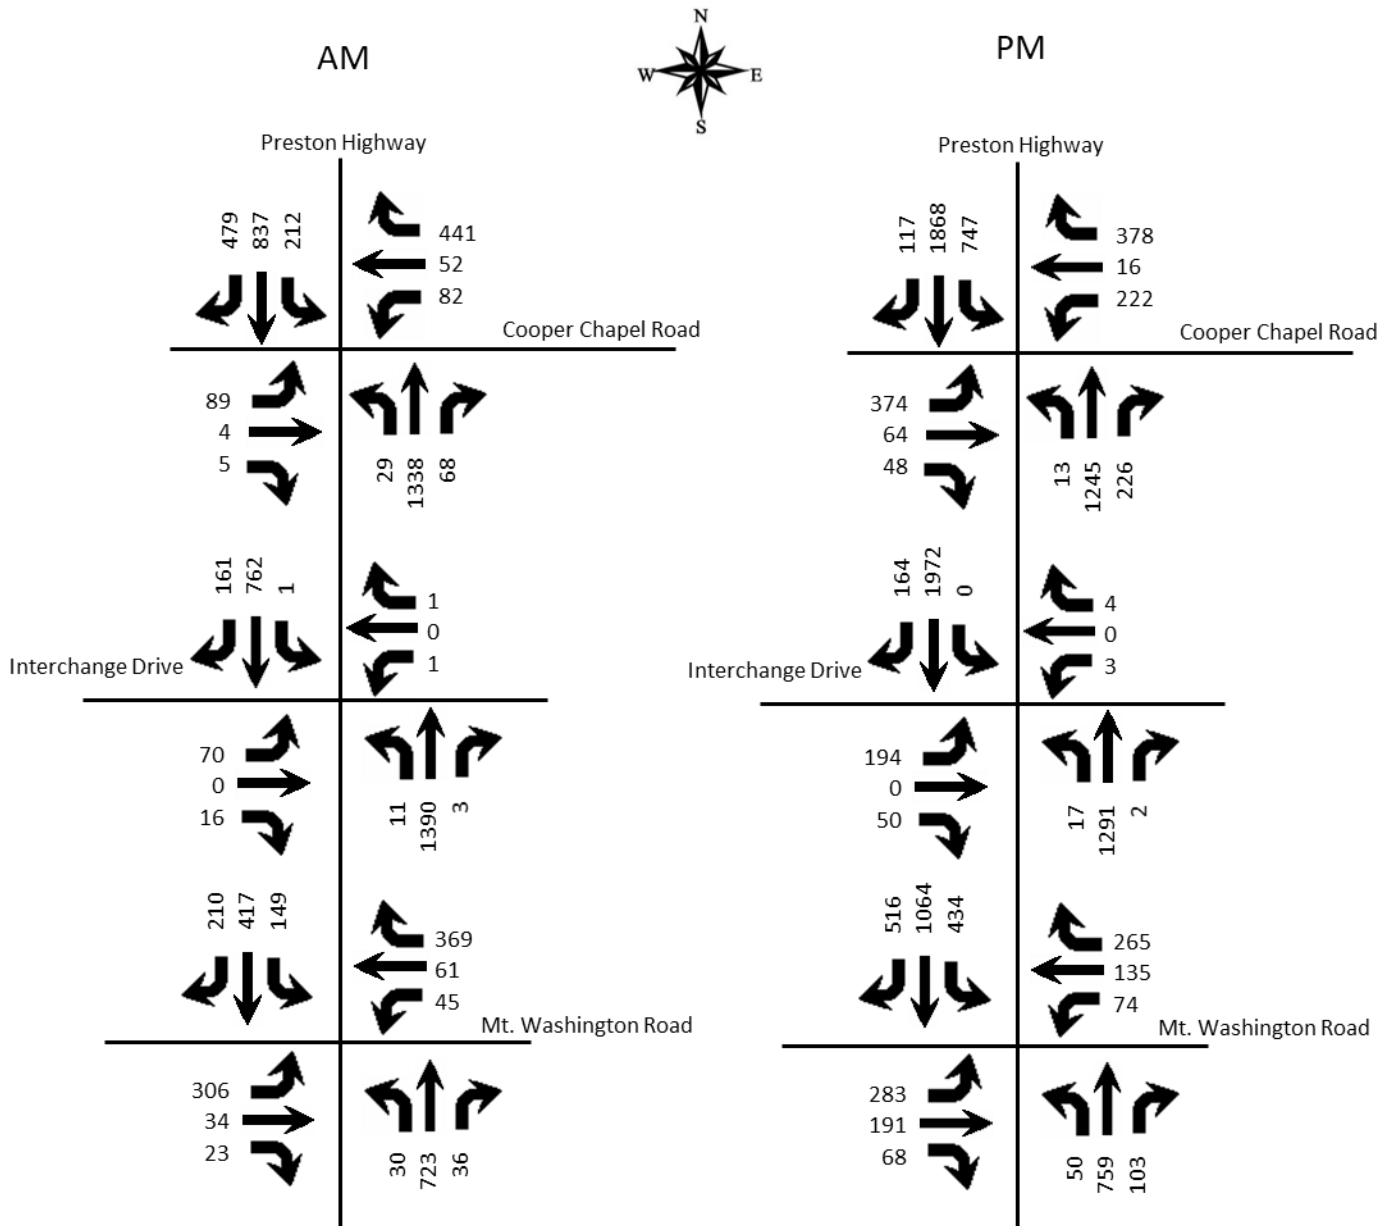 N
AM
PM
W E
S
Preston Highway
Preston Highway
479 837 212
441
52
82
117 1868 747
378
16
222
Cooper Chapel Road
Cooper Chapel Road
89
4
5
29 1338 68
374
64
48
13 1245 226
161 762 1
1
0
1
164 1972 0
4
0
3
Interchange Drive
Interchange Drive
70
0
16
11 1390 3
194
0
50
17 1291 2
210 417 149
369
61
45
516 1064 434
265
135
74
Mt. Washington Road
Mt. Washington Road
306
34
23
30 723 36
283
191
68
50 759 103